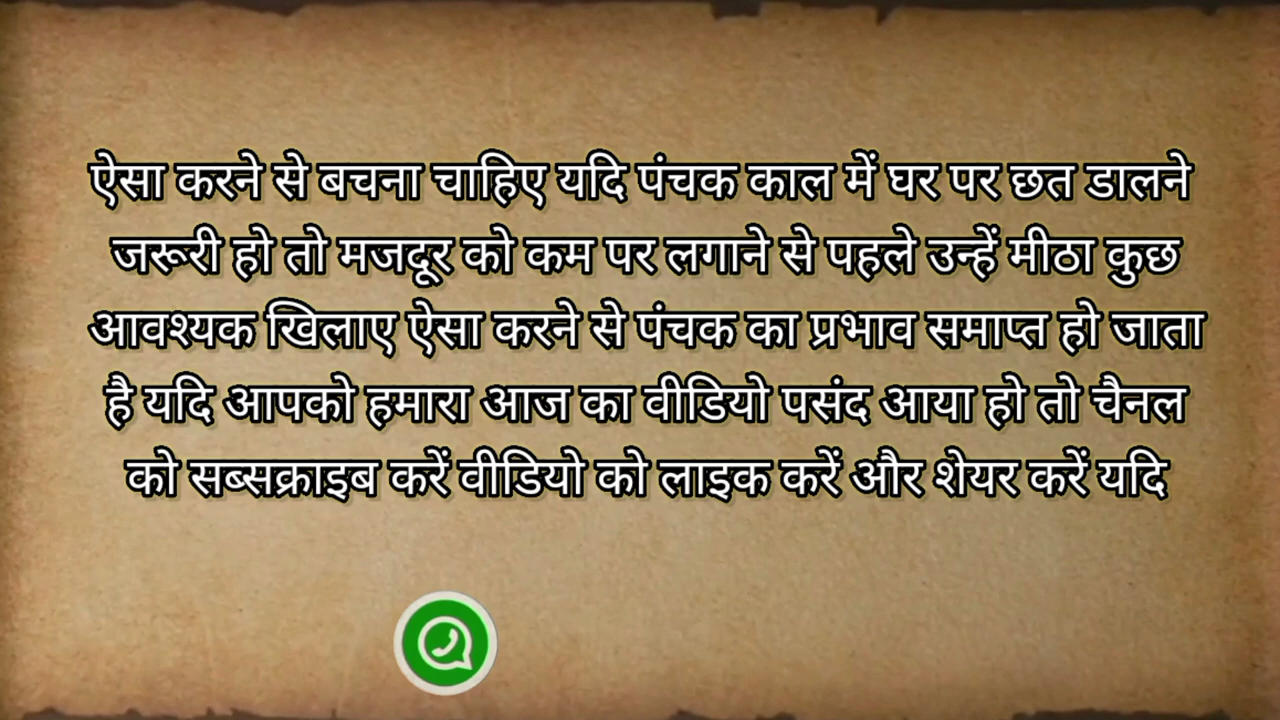 ऐसा करने से बचना चाहिए यदि पंचक काल में घर पर छत डालने
जरूरी हो तो मजदूर को कम पर लगाने से पहले उन्हें मीठा कुछ
आवश्यक खिलाए ऐसा करने से पंचक का प्रभाव समाप्त हो जाता
है यदि आपको हमारा आज का वीडियो पसंद आया हो तो चैनल
को सब्सक्राइब करें वीडियो को लाइक करें और शेयर करें यदि